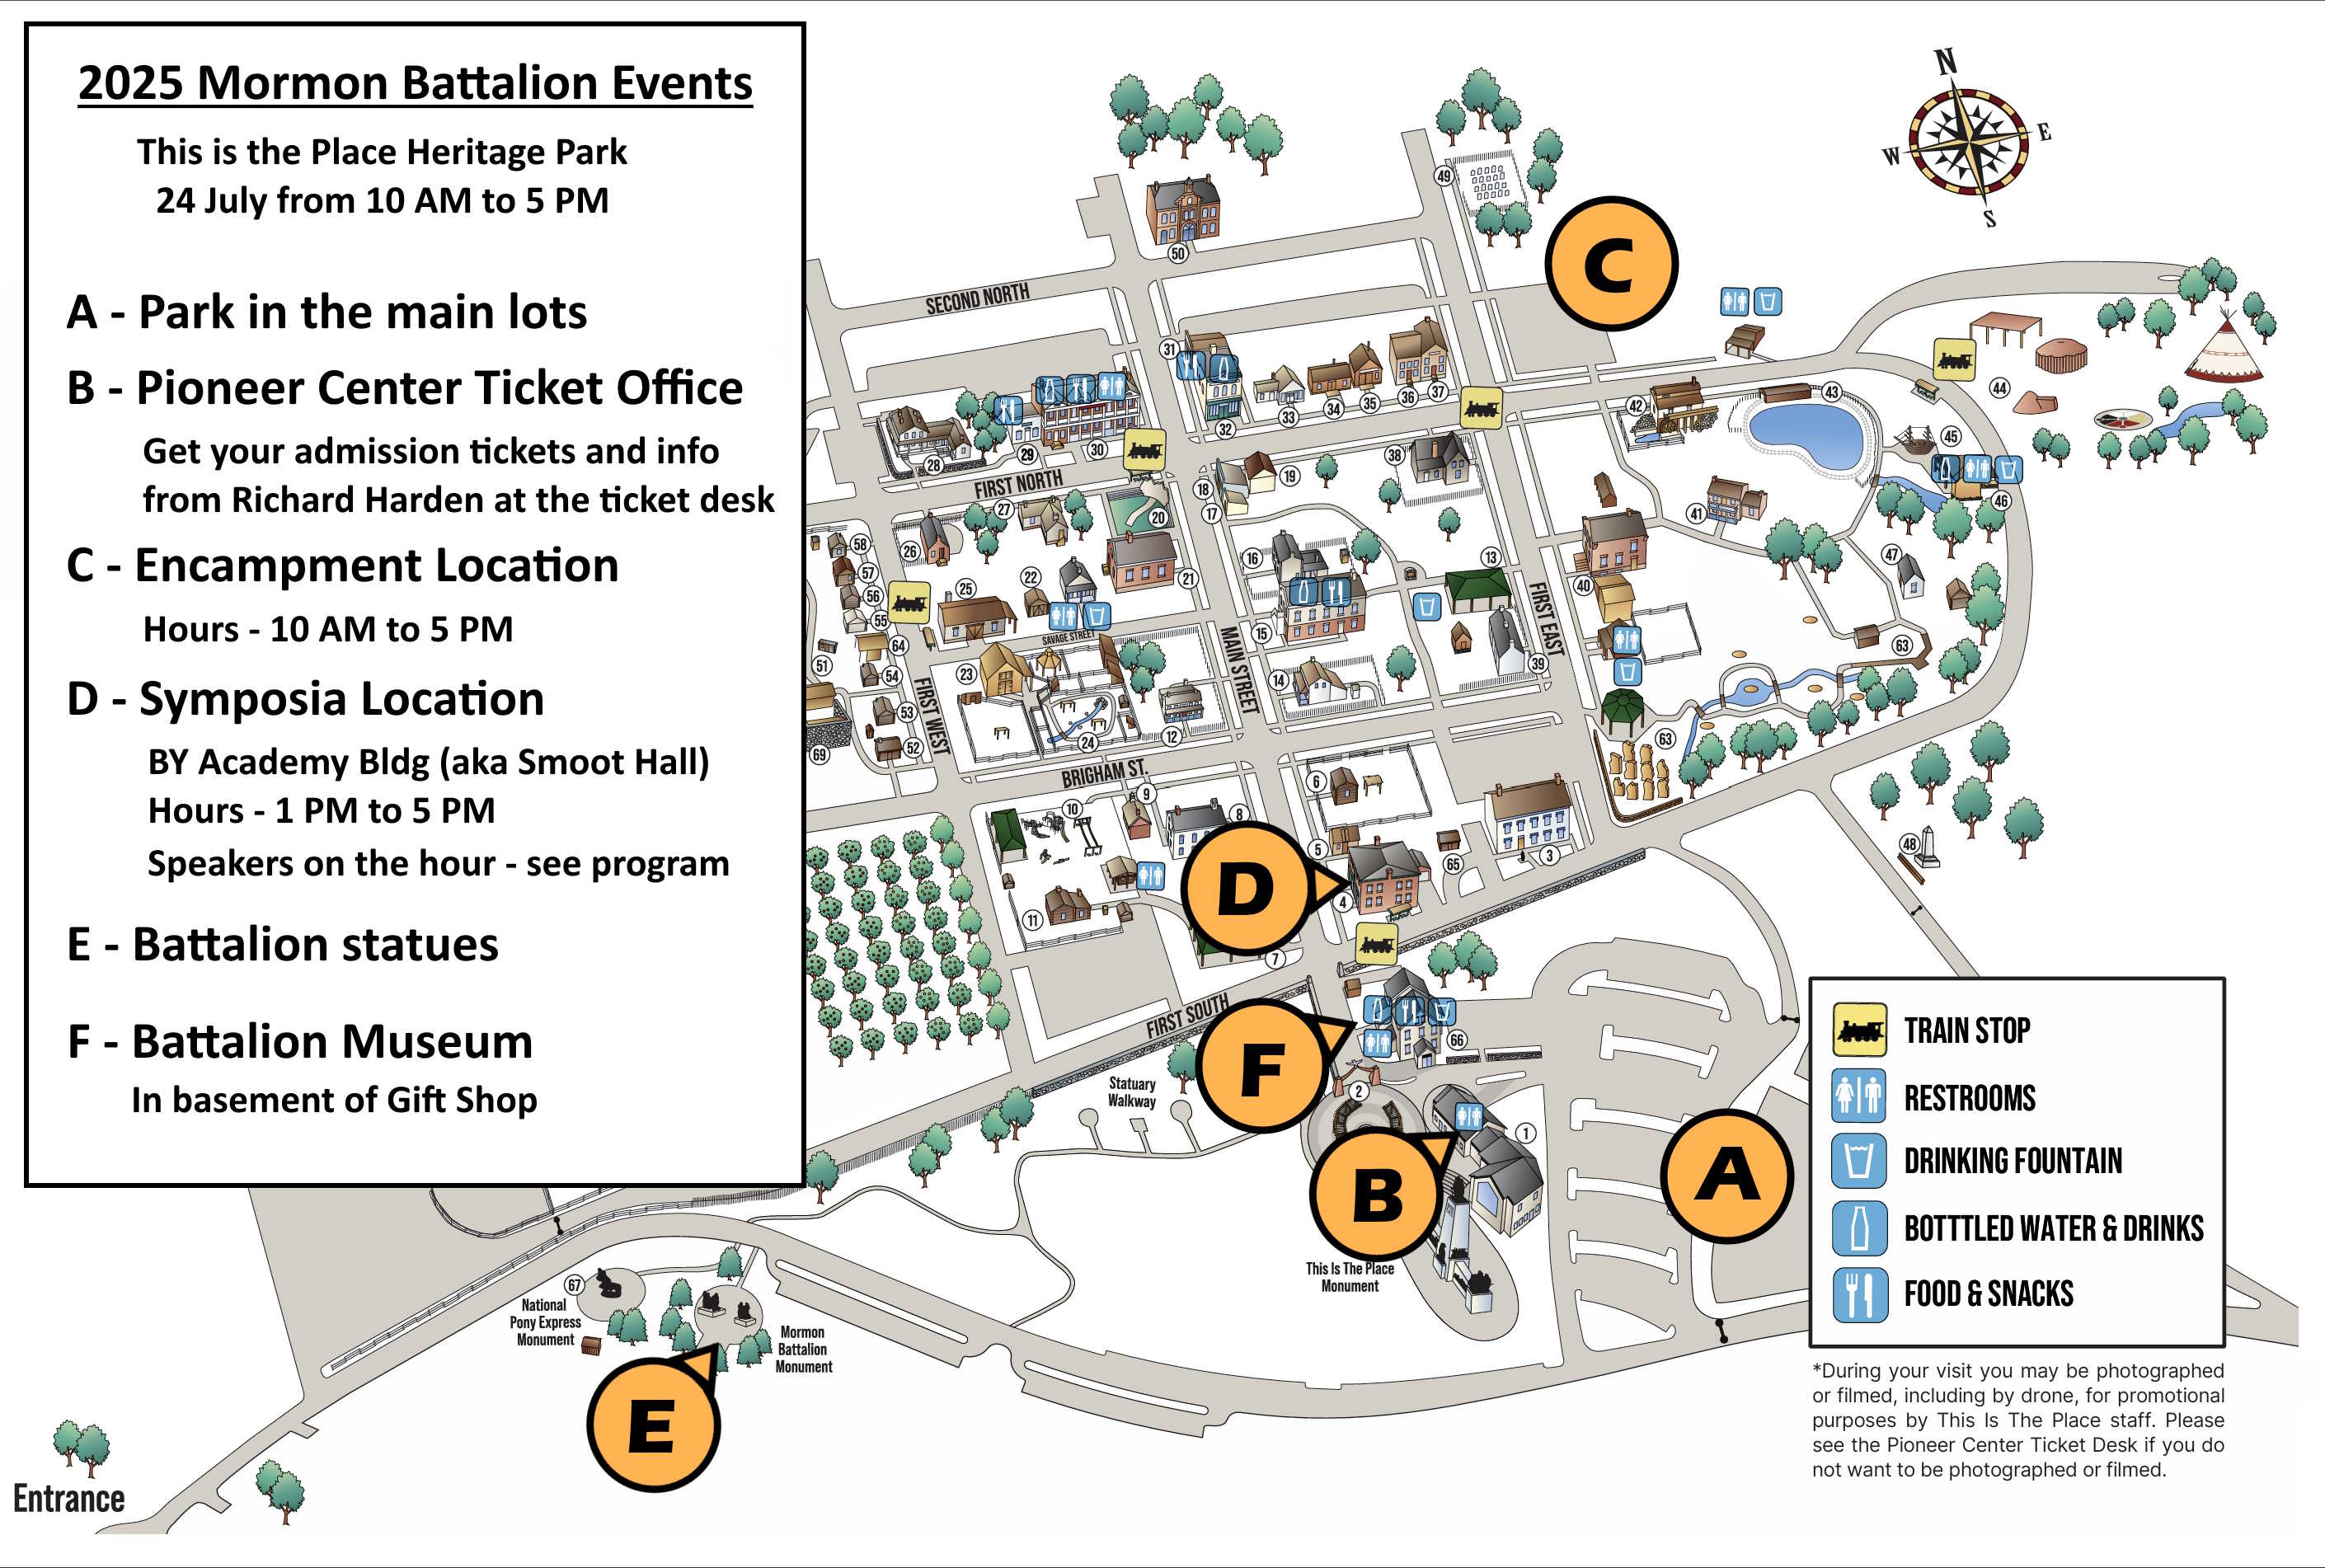 2025 Mormon Battalion Events
This is the Place Heritage Park
24 July from 10 AM to 5 PM
A - Park in the main lots
B - Pioneer Center Ticket Office
Get your admission tickets and info
from Richard Harden at the ticket desk
C - Encampment Location
Hours - 10 AM to 5 PM
D - Symposia Location
BY Academy Bldg (aka Smoot Hall)
Hours - 1 PM to 5 PM
Speakers on the hour - see program
E - Battalion statues
F - Battalion Museum
In basement of Gift Shop
N
E
W
S
49
C
50
SECOND NORTH
31
43
44
42
37
36
35
34
33
32
45
30
29
28
38
19
18
17
46
FIRST NORTH
27
20
41
26
58
57
56
55
16
13
47
22
21
25
40
FIRST EAST
15
SAVAGE STREET
MAIN STREET
64
51
54
39
63
23
14
FIRST WEST
53
52
69
24
12
63
BRIGHAM ST.
6
9
10
8
5
65
3
48
D
4
11
7
FIRST SOUTH
F
66
Statuary
Walkway
2
1
B
A
This Is The Place
Monument
67
National
Pony Express
Monument
Mormon
Battalion
Monument
E
Entrance
TRAIN STOP
RESTROOMS
DRINKING FOUNTAIN
BOTTTLED WATER & DRINKS
FOOD & SNACKS
*During your visit you may be photographed
or filmed, including by drone, for promotional
purposes by This Is The Place staff. Please
see the Pioneer Center Ticket Desk if you do
not want to be photographed or filmed.